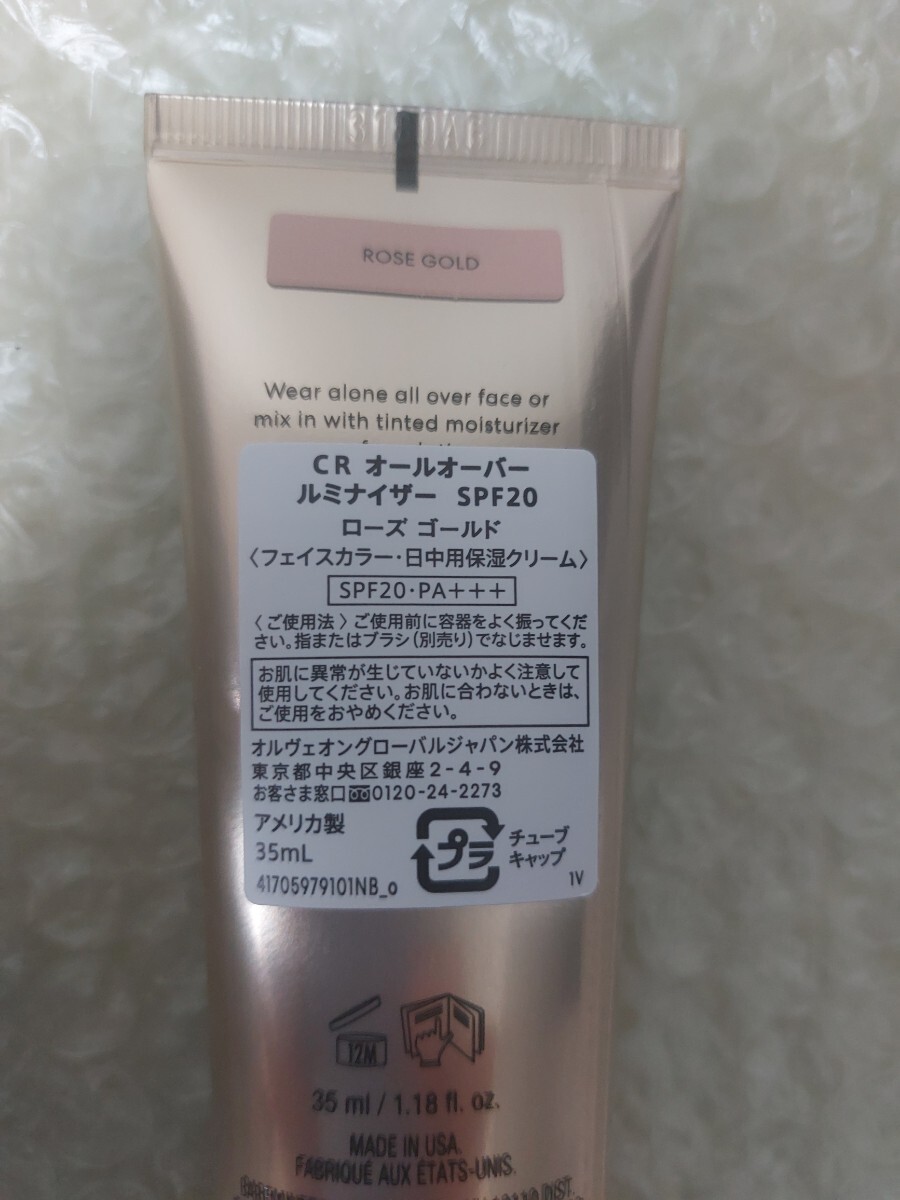 ROSE GOLD
Wear alone all over face or
mix in with tinted moisturizer
CR オールオーバー
ルミナイザー SPF20
ローズ ゴールド
〈フェイスカラー・日中用保湿クリーム〉
SPF20・PA+++
〈ご使用法〉ご使用前に容器をよく振ってくだ
さい。指またはブラシ(別売り)でなじませます。
お肌に異常が生じていないかよく注意して
使用してください。お肌に合わないときは、
ご使用をおやめください。
オルヴェオングローバルジャパン株式会社
東京都中央区銀座2-4-9
お客さま窓口 0120-24-2273
アメリカ製
35mL
プラ
チューブ
キャップ
41705979101NB_o
1V
12M
35 ml / 1.18 fl. oz.
MADE IN USA.
FABRIQUÉ AUX ÉTATS-UNIS.